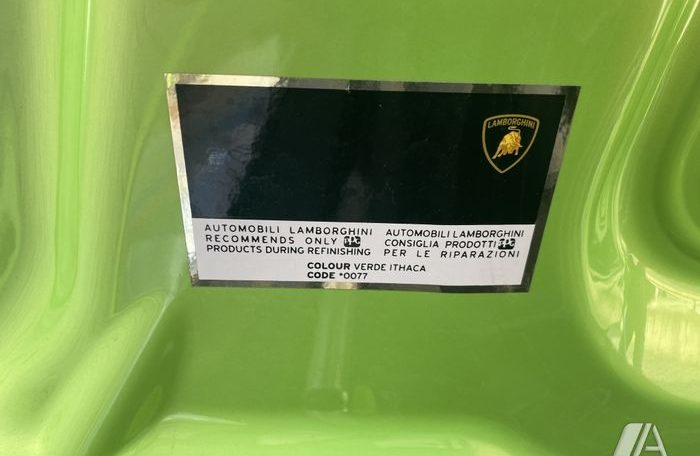 LAMBORGHINI
AUTOMOBILI LAMBORGHINI
RECOMMENDS ONLY PPG
PRODUCTS DURING REFINISHING
AUTOMOBILI LAMBORGHINI
CONSIGLIA PRODOTTI PPG
PER LE RIPARAZIONI
COLOUR VERDE ITHACA
CODE *0077